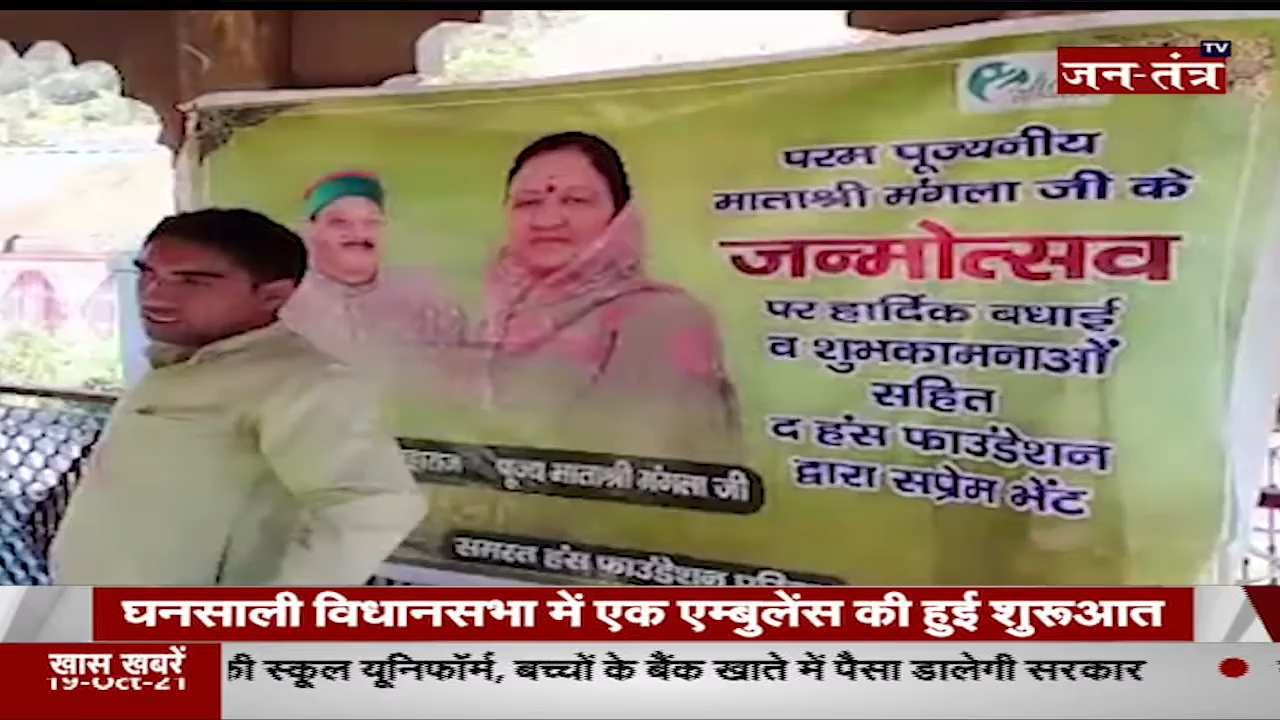 TV
जन-तंत्र
परम पूज्यनीय
माताश्री मंगला जी के
जन्मोत्सव
पर हार्दिक बधाई
व शुभकामनाओं
सहित
द हंस फाउंडेशन
द्वारा सप्रेम भेंट
पूज्य माताश्री मंगला जी
समस्त हंस फाउंडेशन
घनसाली विधानसभा में एक एम्बुलेंस की हुई शुरूआत
खास खबरें
19-Oct-21
की स्कूल यूनिफॉर्म, बच्चों के बैंक खाते में पैसा डालेगी सरकार